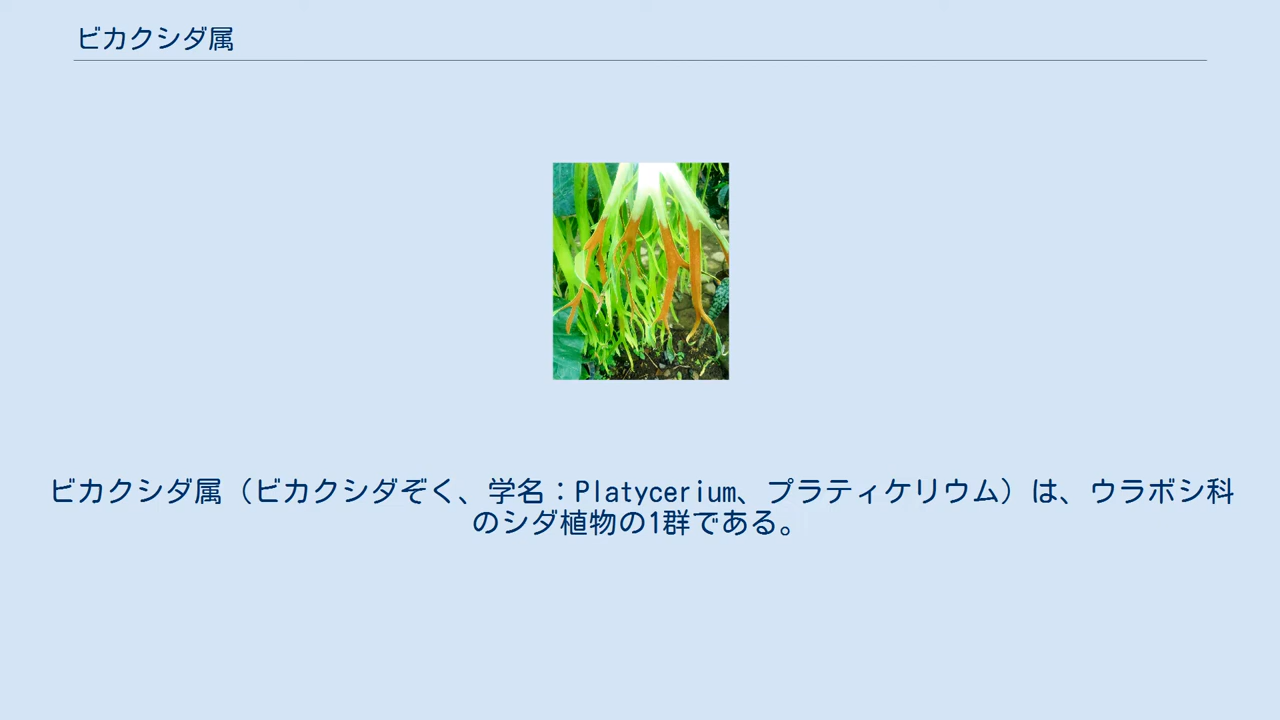 ビカクシダ属
ビカクシダ属（ビカクシダぞく、学名：Platycerium、プラティケリウム）は、ウラボシ科
のシダ植物の1群である。